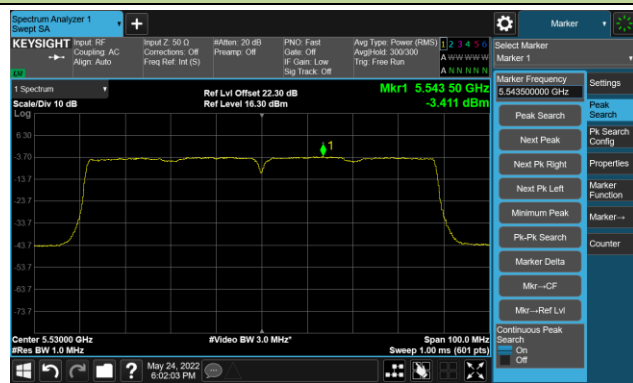 Spectrum Analyzer 1
Swept SA
+
Marker
KEYSIGHT Input: RF
Coupling: AC
Align: Auto
Input Z: 50 Ω
Corrections: Off
Freq Ref: Int (S)
#Atten: 20 dB
Preamp: Off
PNO: Fast
Gate: Off
IF Gain: Low
Sig Track: Off
Avg Type: Power (RMS)
Avg|Hold: 300/300
Trig: Free Run
1 2 3 4 5 6
A W W W W W
A N N N N N
Select Marker
Marker 1
LXI
1 Spectrum
Scale/Div 10 dB
Log
Ref Lvl Offset 22.30 dB
Ref Level 16.30 dBm
Mkr1 5.543 50 GHz
-3.411 dBm
6.30
-3.70
-13.7
-23.7
-33.7
-43.7
-53.7
-63.7
-73.7
1
Center 5.53000 GHz
#Res BW 1.0 MHz
#Video BW 3.0 MHz*
Span 100.0 MHz
Sweep 1.00 ms (601 pts)
Marker Frequency
5.543500000 GHz
Peak Search
Next Peak
Next Pk Right
Next Pk Left
Minimum Peak
Pk-Pk Search
Marker Delta
Mkr→CF
Mkr→Ref Lvl
Continuous Peak
Search
On
Off
Settings
Peak
Search
Pk Search
Config
Properties
Marker
Function
Marker→
Counter
?
May 24, 2022
6:02:03 PM